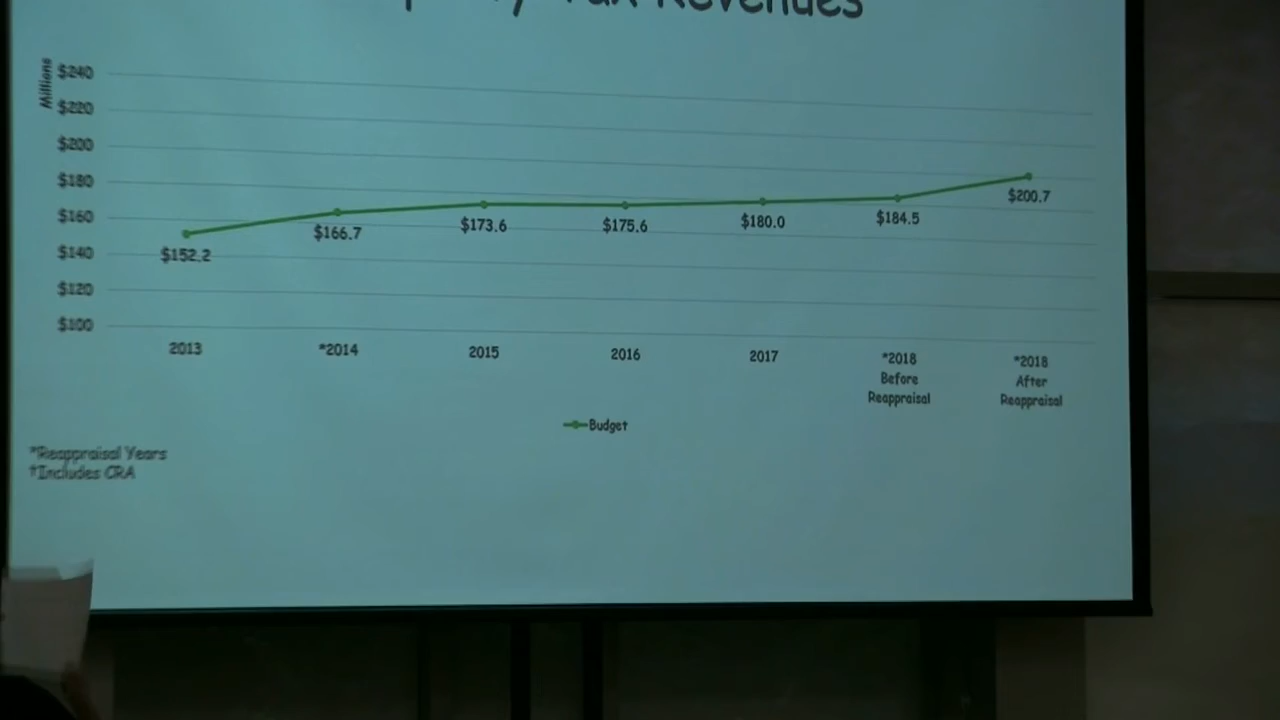 Tax Revenues
Millions
$240
$220
$200
$180
$160
$140
$120
$100
$152.2
$166.7
$173.6
$175.6
$180.0
$184.5
$200.7
2013
*2014
2015
2016
2017
*2018
Before
Reappraisal
*2018
After
Reappraisal
Budget
*Reappraisal Years
†Includes CRA